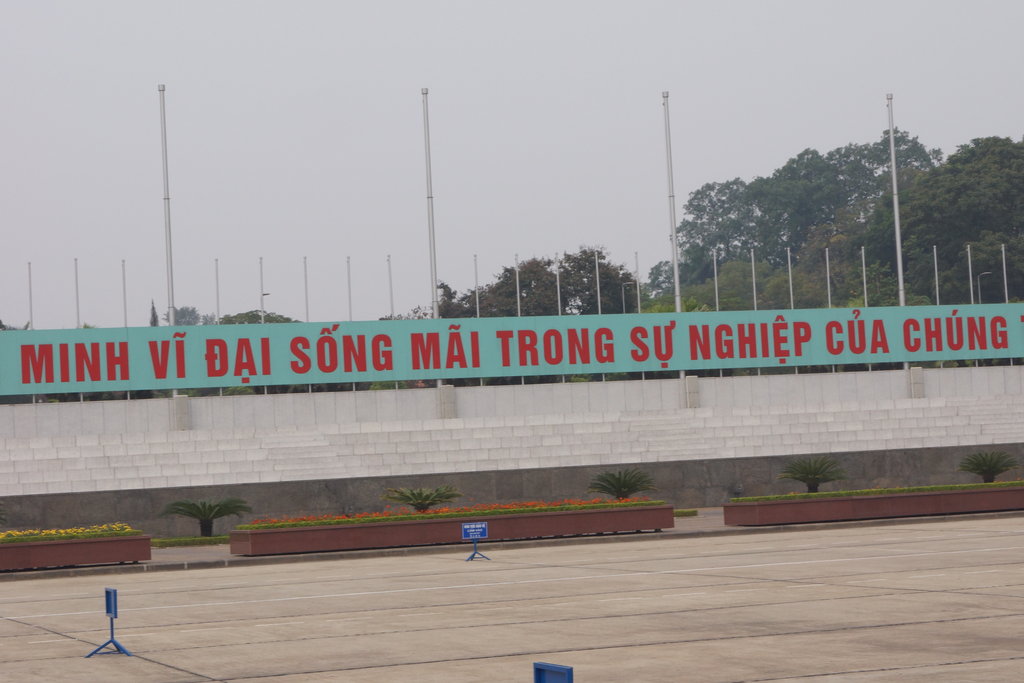 MINH VĨ ĐẠI SỐNG MÃI TRONG SỰ NGHIỆP CỦA CHÚNG